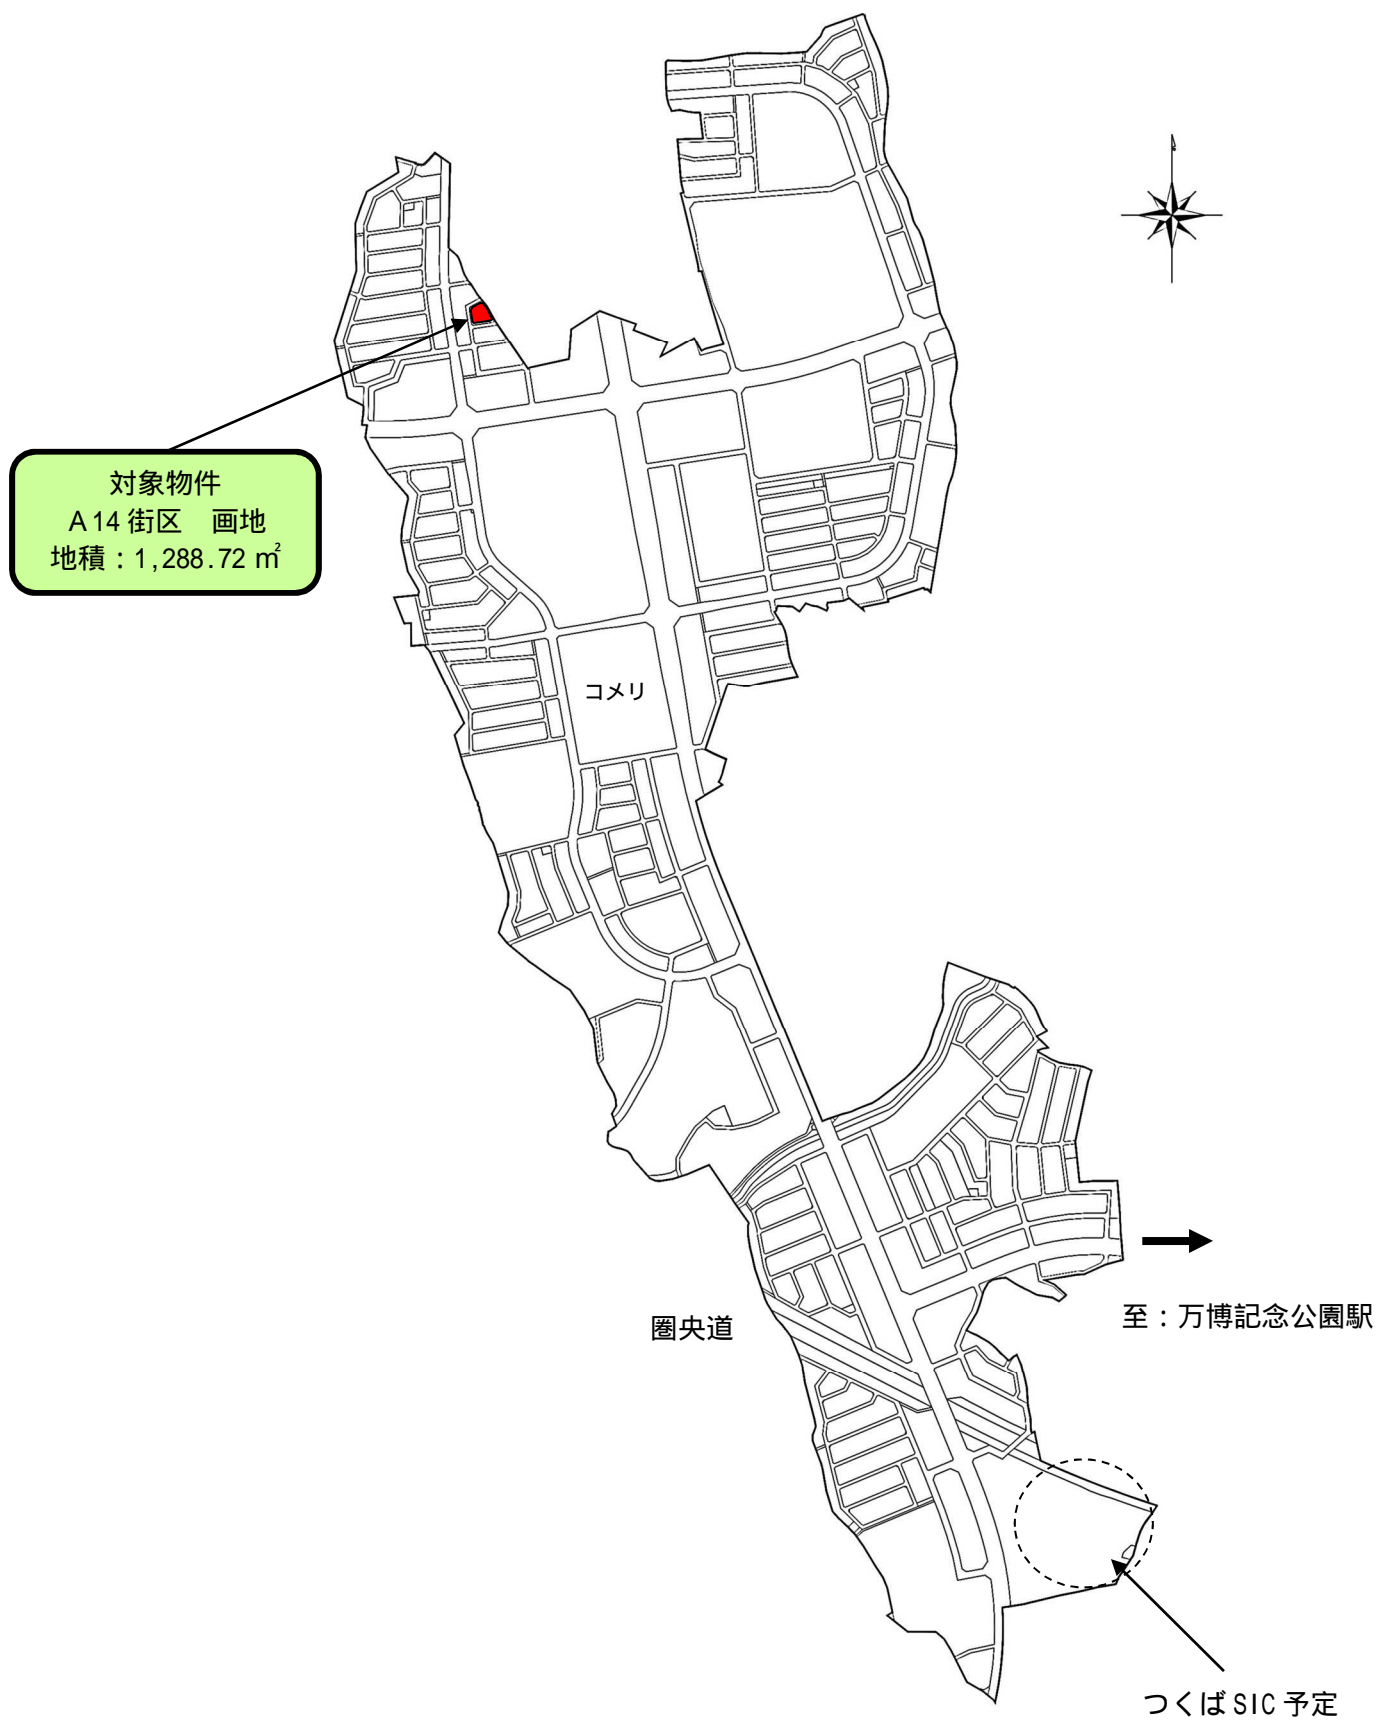 対象物件
A14 街区　画地
地積：1,288.72 ㎡
コメリ
圏央道
至：万博記念公園駅
つくば SIC 予定